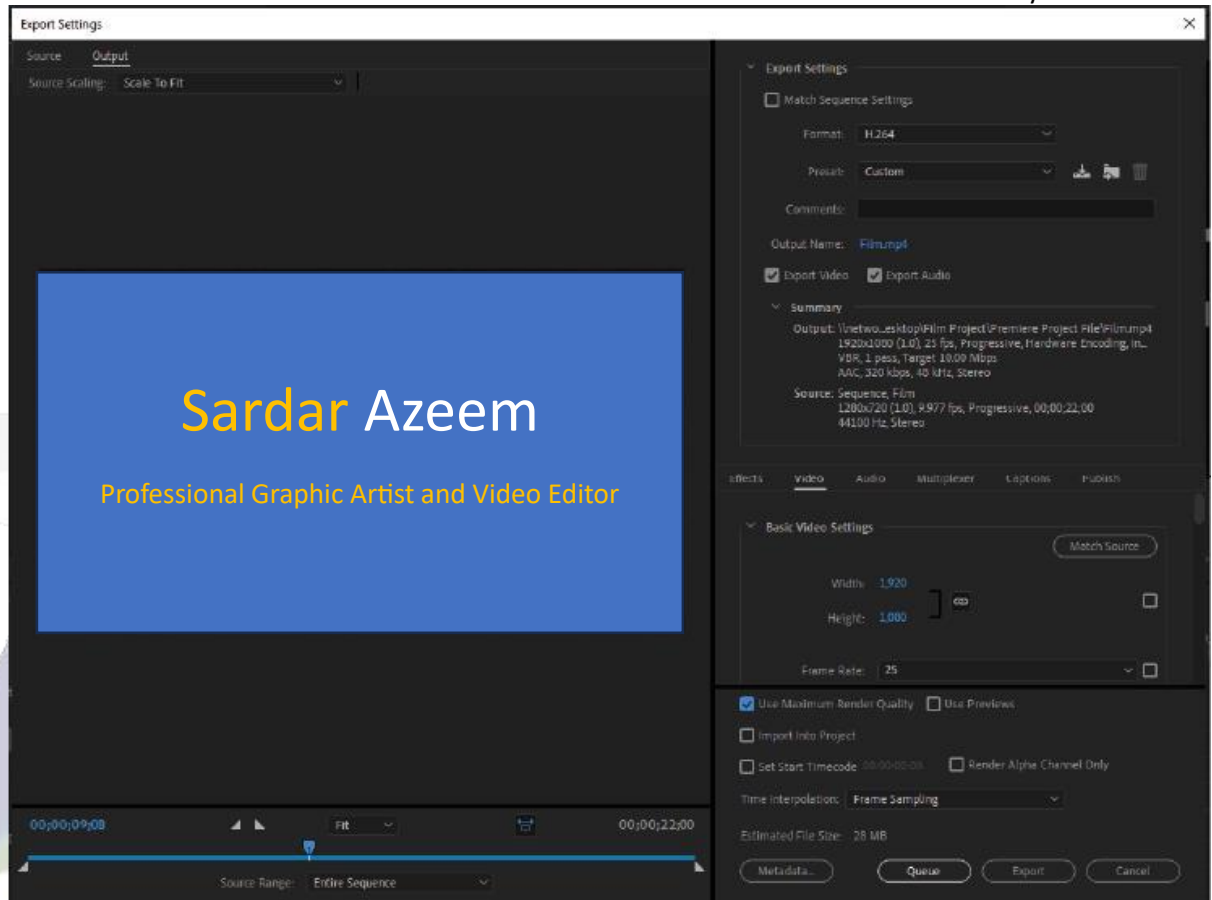 Export Settings
Source Output
Source Scaling: Scale To Fit
Sardar Azeem
Professional Graphic Artist and Video Editor
00;00;09;08 Fit 00;00;22;00
Source Range: Entire Sequence
Export Settings
Match Sequence Settings
Format: H.264
Preset: Custom
Comments:
Output Name: Film.mp4
Export Video Export Audio
Summary
Output: \\netwo...esktop\Film Project\Premiere Project File\Film.mp4
1920x1080 (1.0), 25 fps, Progressive, Hardware Encoding, In...
VBR, 1 pass, Target 10.00 Mbps
AAC, 320 kbps, 48 kHz, Stereo
Source: Sequence, Film
1280x720 (1.0), 9.977 fps, Progressive, 00;00;22;00
44100 Hz, Stereo
Effects Video Audio Multiplexer Captions Publish
Basic Video Settings
Match Source
Width: 1,920
Height: 1,080
Frame Rate: 25
Use Maximum Render Quality Use Previews
Import Into Project
Set Start Timecode Render Alpha Channel Only
Time Interpolation: Frame Sampling
Estimated File Size: 28 MB
Metadata... Queue Export Cancel